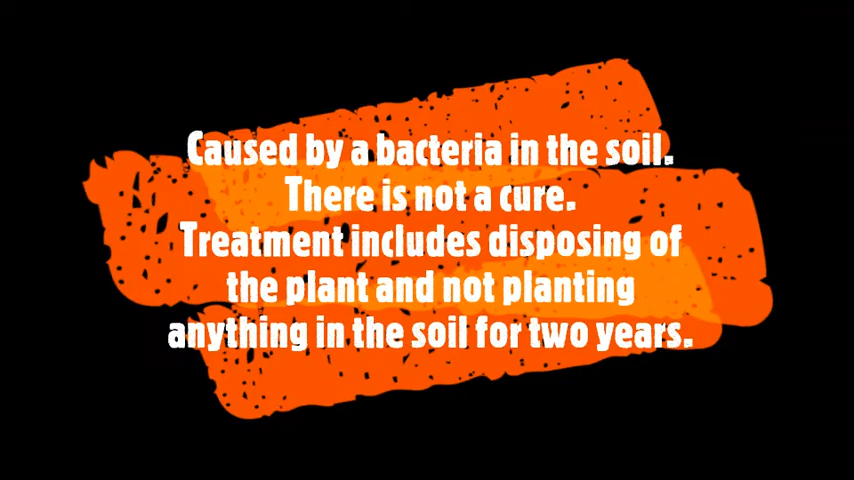 Caused by a bacteria in the soil.
There is not a cure.
Treatment includes disposing of
the plant and not planting
anything in the soil for two years.